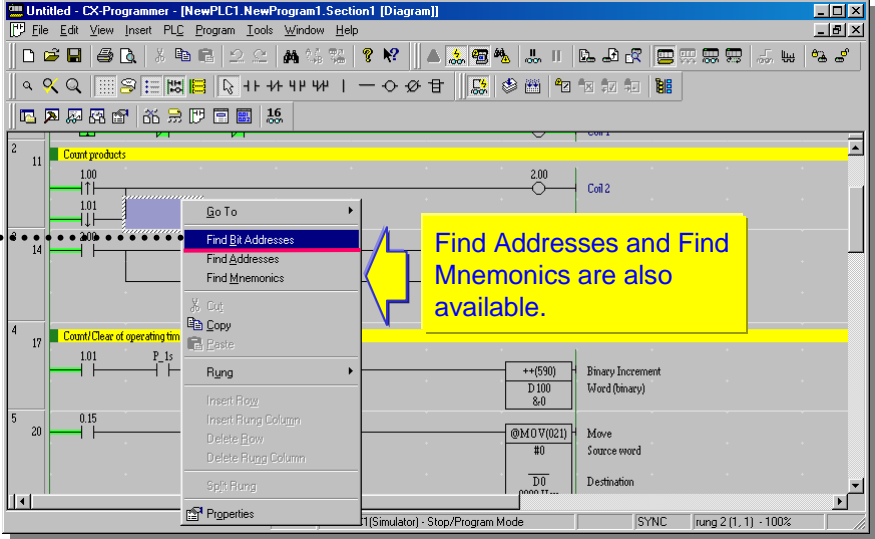 Untitled - CX-Programmer - [NewPLC1.NewProgram1.Section1 [Diagram]]
File Edit View Insert PLC Program Tools Window Help
16
2
11
Count products
1.00
2.00
Coil 2
1.01
Go To
Find Bit Addresses
Find Addresses
Find Mnemonics
Cut
Copy
Paste
Rung
Insert Row
Insert Rung Column
Delete Row
Delete Rung Column
Split Rung
Properties
Find Addresses and Find
Mnemonics are also
available.
3
2.00
14
4
17
Count/Clear of operating tim
1.01
P_1s
++(590)
Binary Increment
D100
Word (binary)
&0
5
20
0.15
@MOV(021)
Move
#0
Source word
D0
Destination
1(Simulator) - Stop/Program Mode
SYNC
rung 2 (1, 1) - 100%